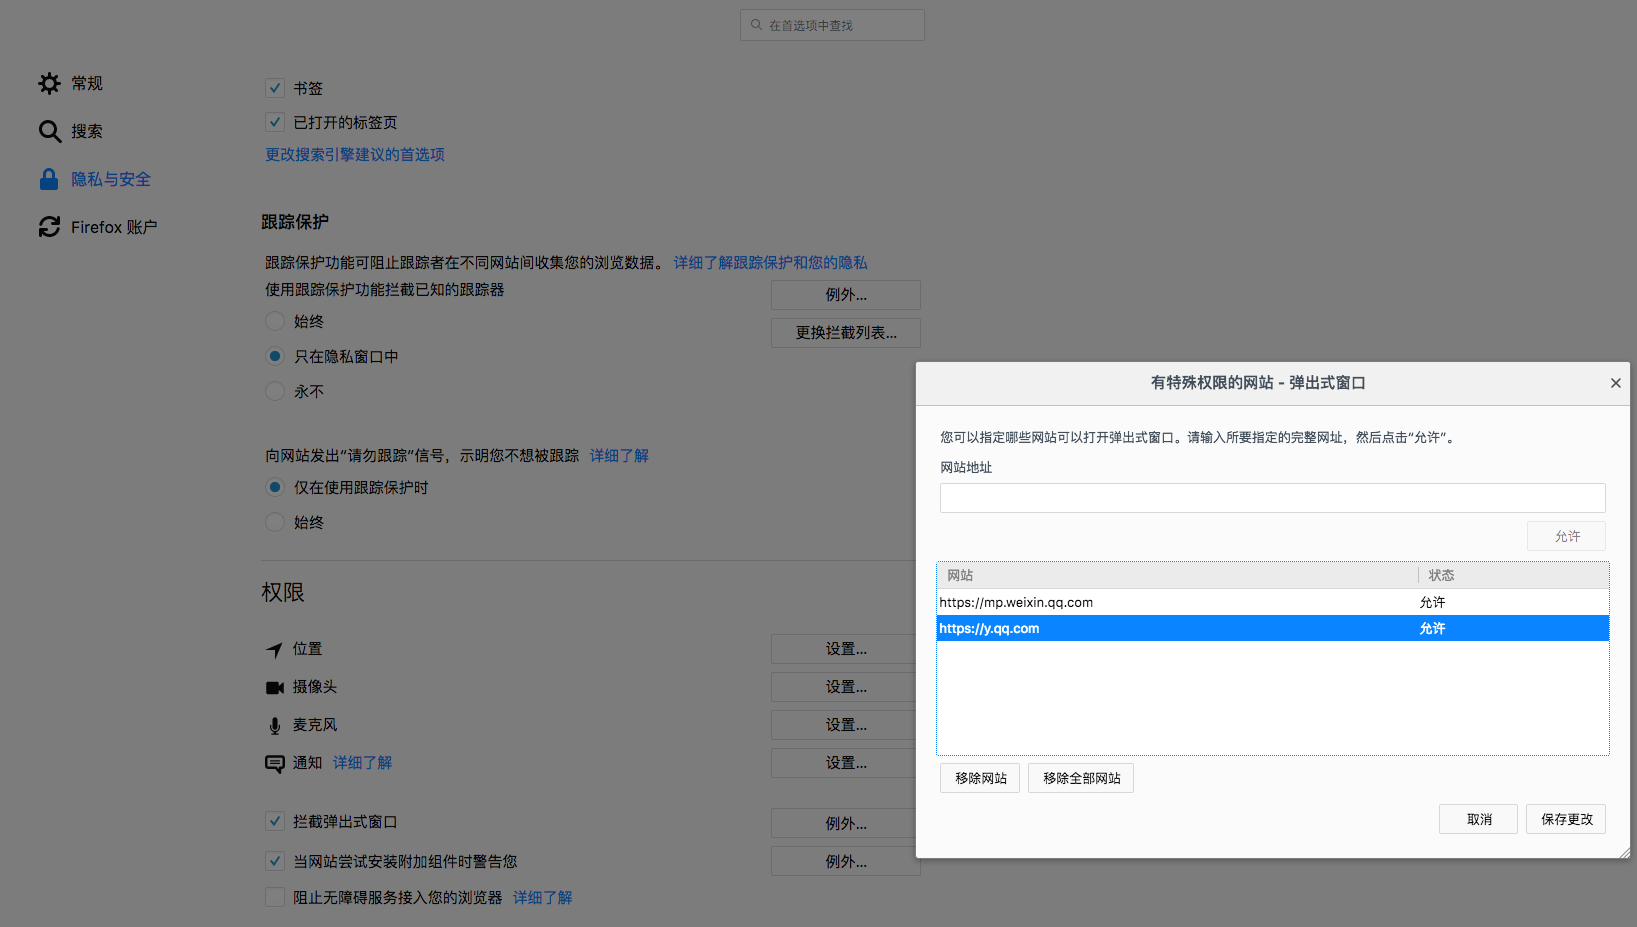 在首选项中查找
常规
搜索
隐私与安全
Firefox 账户
书签
已打开的标签页
更改搜索引擎建议的首选项
跟踪保护
跟踪保护功能可阻止跟踪者在不同网站间收集您的浏览数据。 详细了解跟踪保护和您的隐私
使用跟踪保护功能拦截已知的跟踪器
例外...
始终
更换拦截列表...
只在隐私窗口中
永不
向网站发出“请勿跟踪”信号，示明您不想被跟踪 详细了解
仅在使用跟踪保护时
始终
权限
位置 设置...
摄像头 设置...
麦克风 设置...
通知 详细了解 设置...
拦截弹出式窗口 例外...
当网站尝试安装附加组件时警告您 例外...
阻止无障碍服务接入您的浏览器 详细了解
有特殊权限的网站 - 弹出式窗口
您可以指定哪些网站可以打开弹出式窗口。请输入所要指定的完整网址，然后点击“允许”。
网站地址
允许
网站 状态
https://mp.weixin.qq.com 允许
https://y.qq.com 允许
移除网站 移除全部网站
取消 保存更改